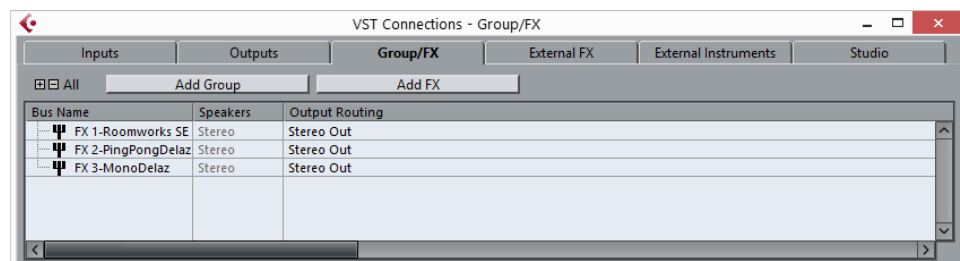 VST Connections - Group/FX
Inputs Outputs Group/FX External FX External Instruments Studio
All Add Group Add FX
Bus Name Speakers Output Routing
FX 1-Roomworks SE Stereo Stereo Out
FX 2-PingPongDelaz Stereo Stereo Out
FX 3-MonoDelaz Stereo Stereo Out